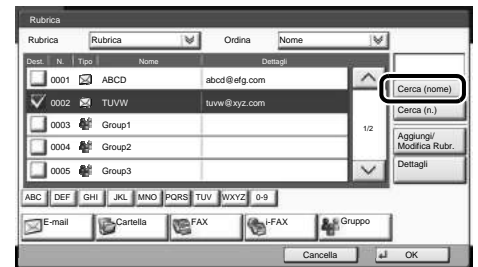 Rubrica
Rubrica Rubrica Ordina Nome
Dest. N. Tipo Nome Dettagli
0001 ABCD abcd@efg.com
0002 TUVW tuvw@xyz.com
0003 Group1
0004 Group2
0005 Group3
1/2
Cerca (nome)
Cerca (n.)
Aggiungi/
Modifica Rubr.
Dettagli
ABC DEF GHI JKL MNO PQRS TUV WXYZ 0-9
E-mail Cartella FAX i-FAX Gruppo
Cancella OK